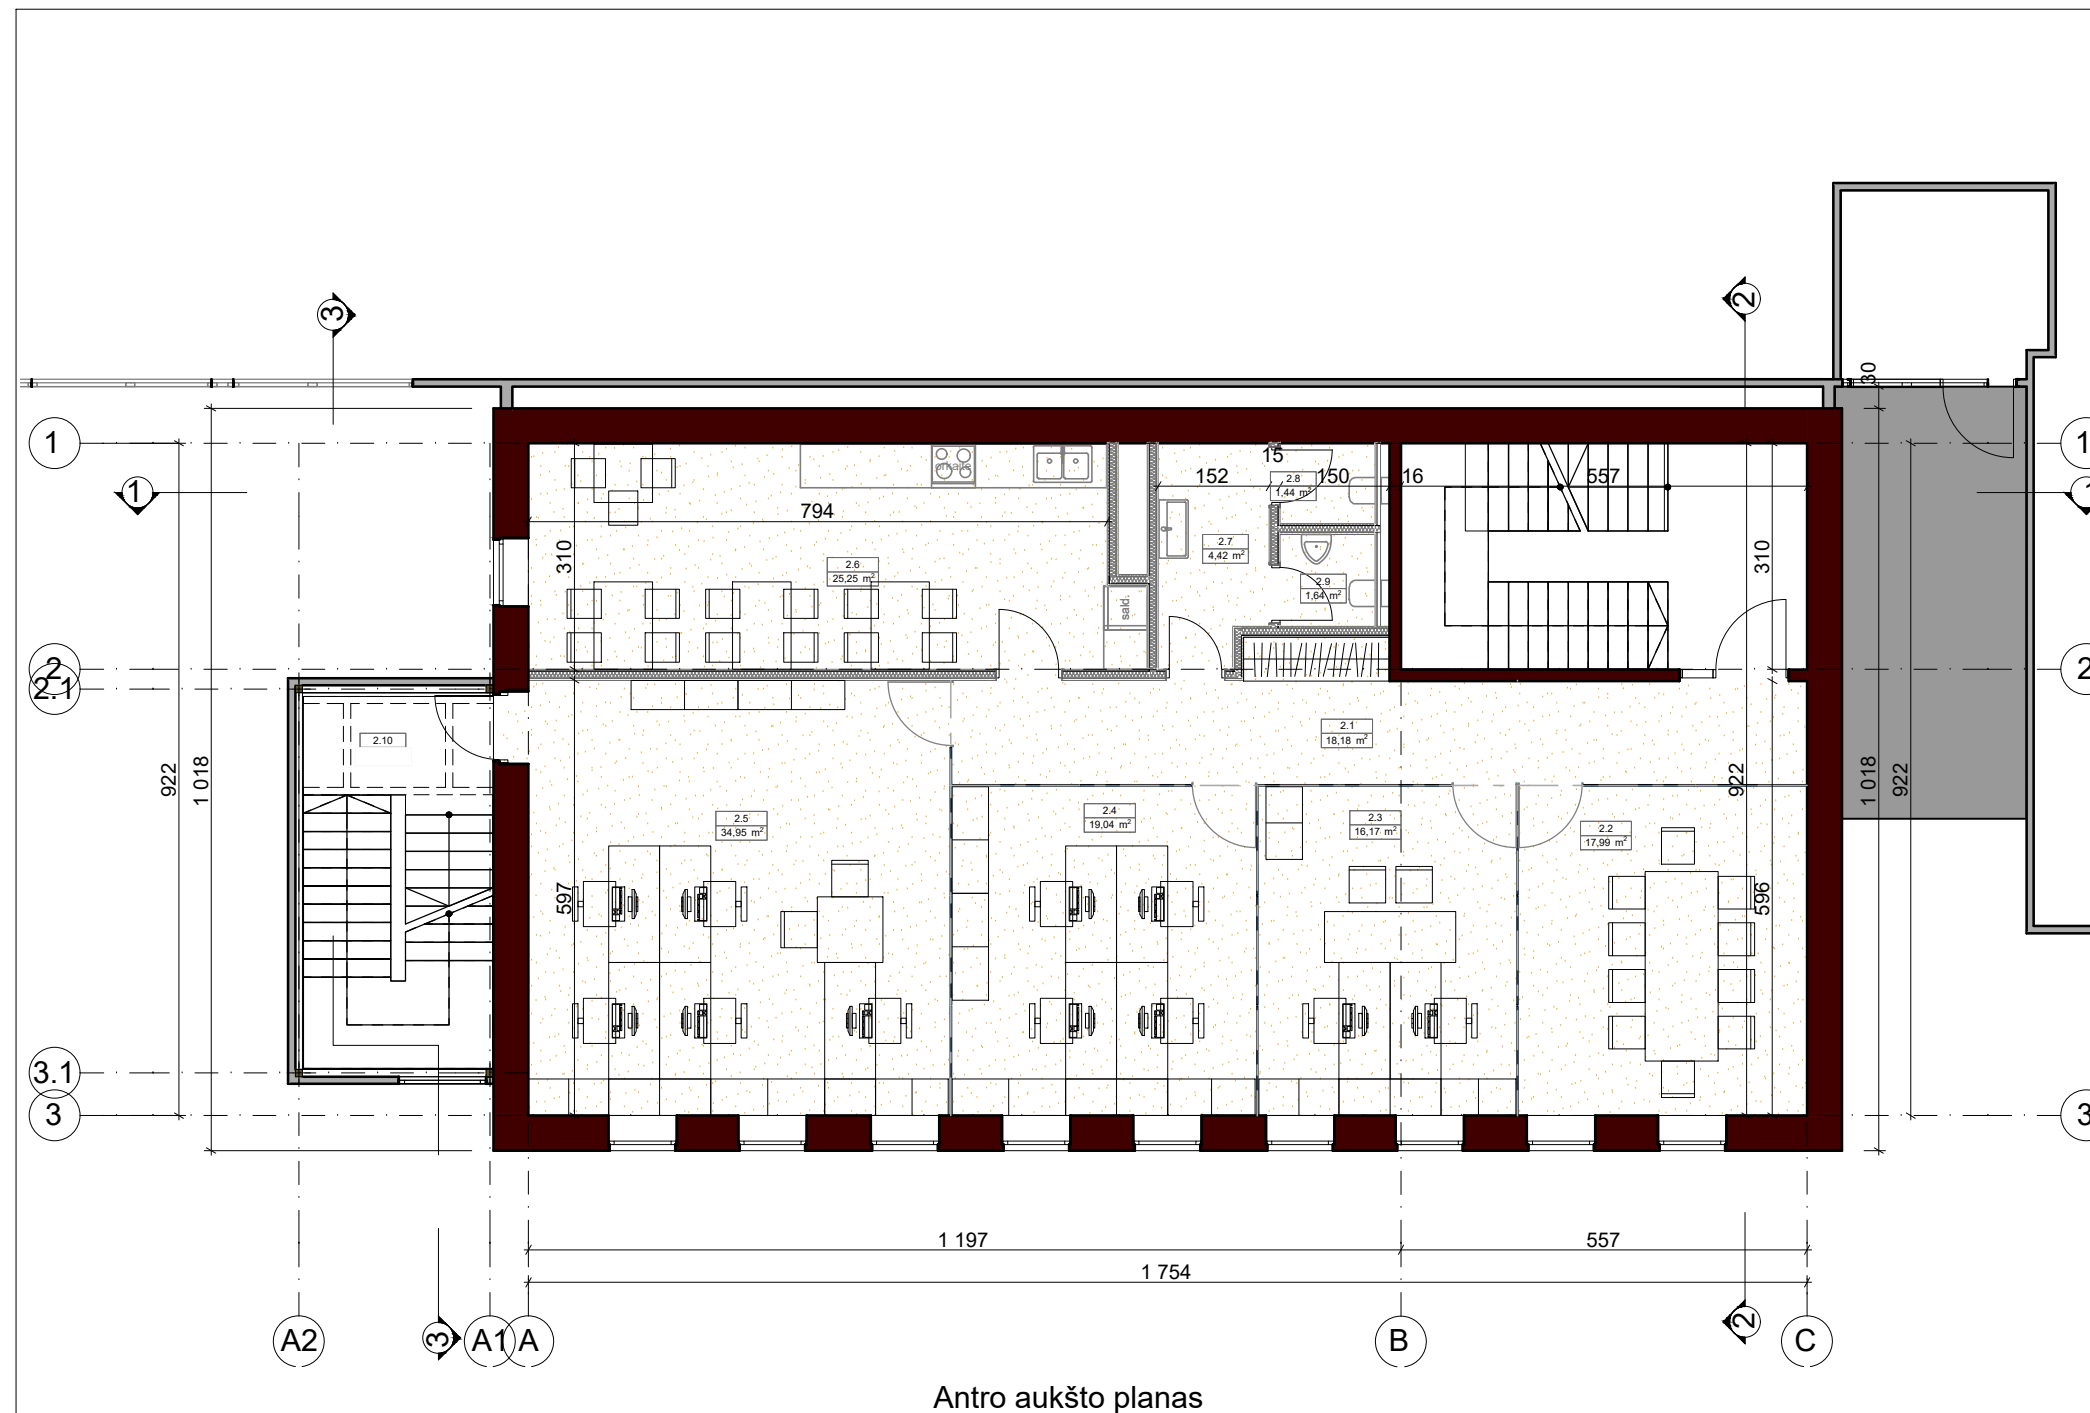 3
2
30
1
1
15
152
2.8
150
16
557
1
orkaitė
1,44 m²
1
794
310
2.7
4,42 m²
310
2.6
25,25 m²
2.9
1,64 m²
sald.
2
2.1
2
2.10
2.1
18,18 m²
922
1 018
922
1 018
922
2.5
34,95 m²
2.4
19,04 m²
2.3
16,17 m²
2.2
17,99 m²
597
596
3.1
3
3
1 197
557
1 754
A2
3
A1
A
B
2
C
Antro aukšto planas